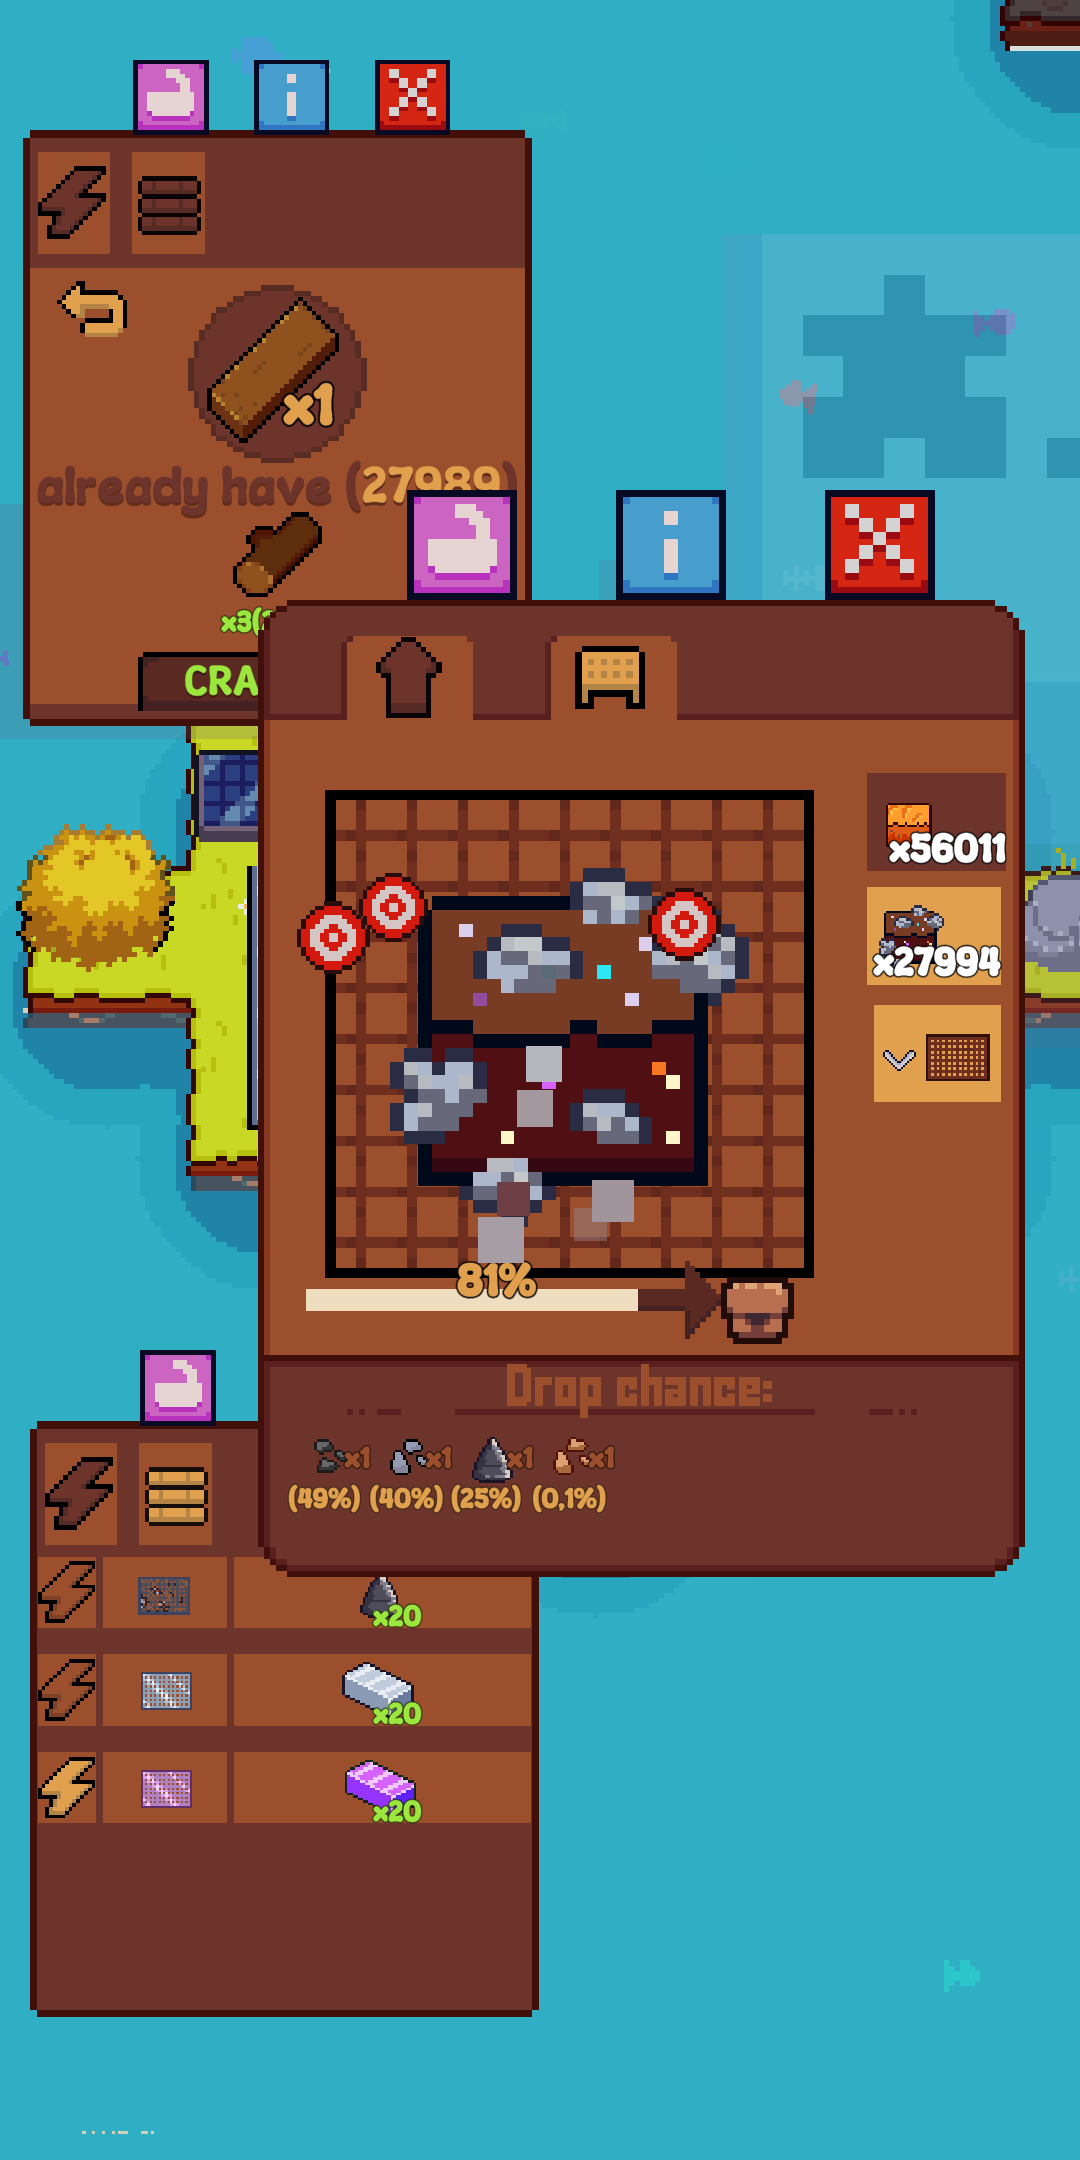 x1
already have (27989)
x3(
CRA
x56011
x27994
81%
Drop chance:
x1 x1 x1 x1
(49%) (40%) (25%) (0,1%)
x20
x20
x20